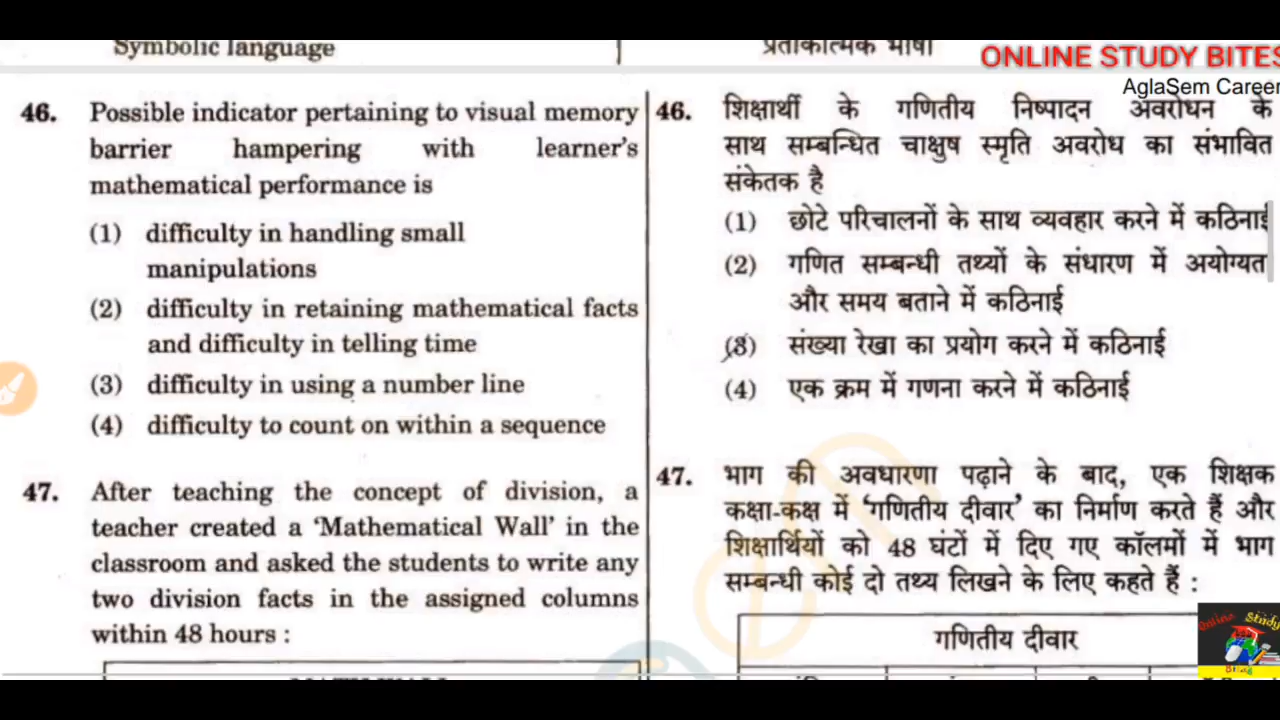 Symbolic language
प्रतीकात्मक भाषा
ONLINE STUDY BITES
AglaSem Career
46. Possible indicator pertaining to visual memory
barrier hampering with learner's
mathematical performance is
(1) difficulty in handling small
manipulations
(2) difficulty in retaining mathematical facts
and difficulty in telling time
(3) difficulty in using a number line
(4) difficulty to count on within a sequence
47. After teaching the concept of division, a
teacher created a 'Mathematical Wall' in the
classroom and asked the students to write any
two division facts in the assigned columns
within 48 hours :
46. शिक्षार्थी के गणितीय निष्पादन अवरोधन के
साथ सम्बन्धित चाक्षुष स्मृति अवरोध का संभावित
संकेतक है
(1) छोटे परिचालनों के साथ व्यवहार करने में कठिनाई
(2) गणित सम्बन्धी तथ्यों के संधारण में अयोग्यत
और समय बताने में कठिनाई
(3) संख्या रेखा का प्रयोग करने में कठिनाई
(4) एक क्रम में गणना करने में कठिनाई
47. भाग की अवधारणा पढ़ाने के बाद, एक शिक्षक
कक्षा-कक्ष में 'गणितीय दीवार' का निर्माण करते हैं और
शिक्षार्थियों को 48 घंटों में दिए गए कॉलमों में भाग
सम्बन्धी कोई दो तथ्य लिखने के लिए कहते हैं :
गणितीय दीवार
Online Study
Bites